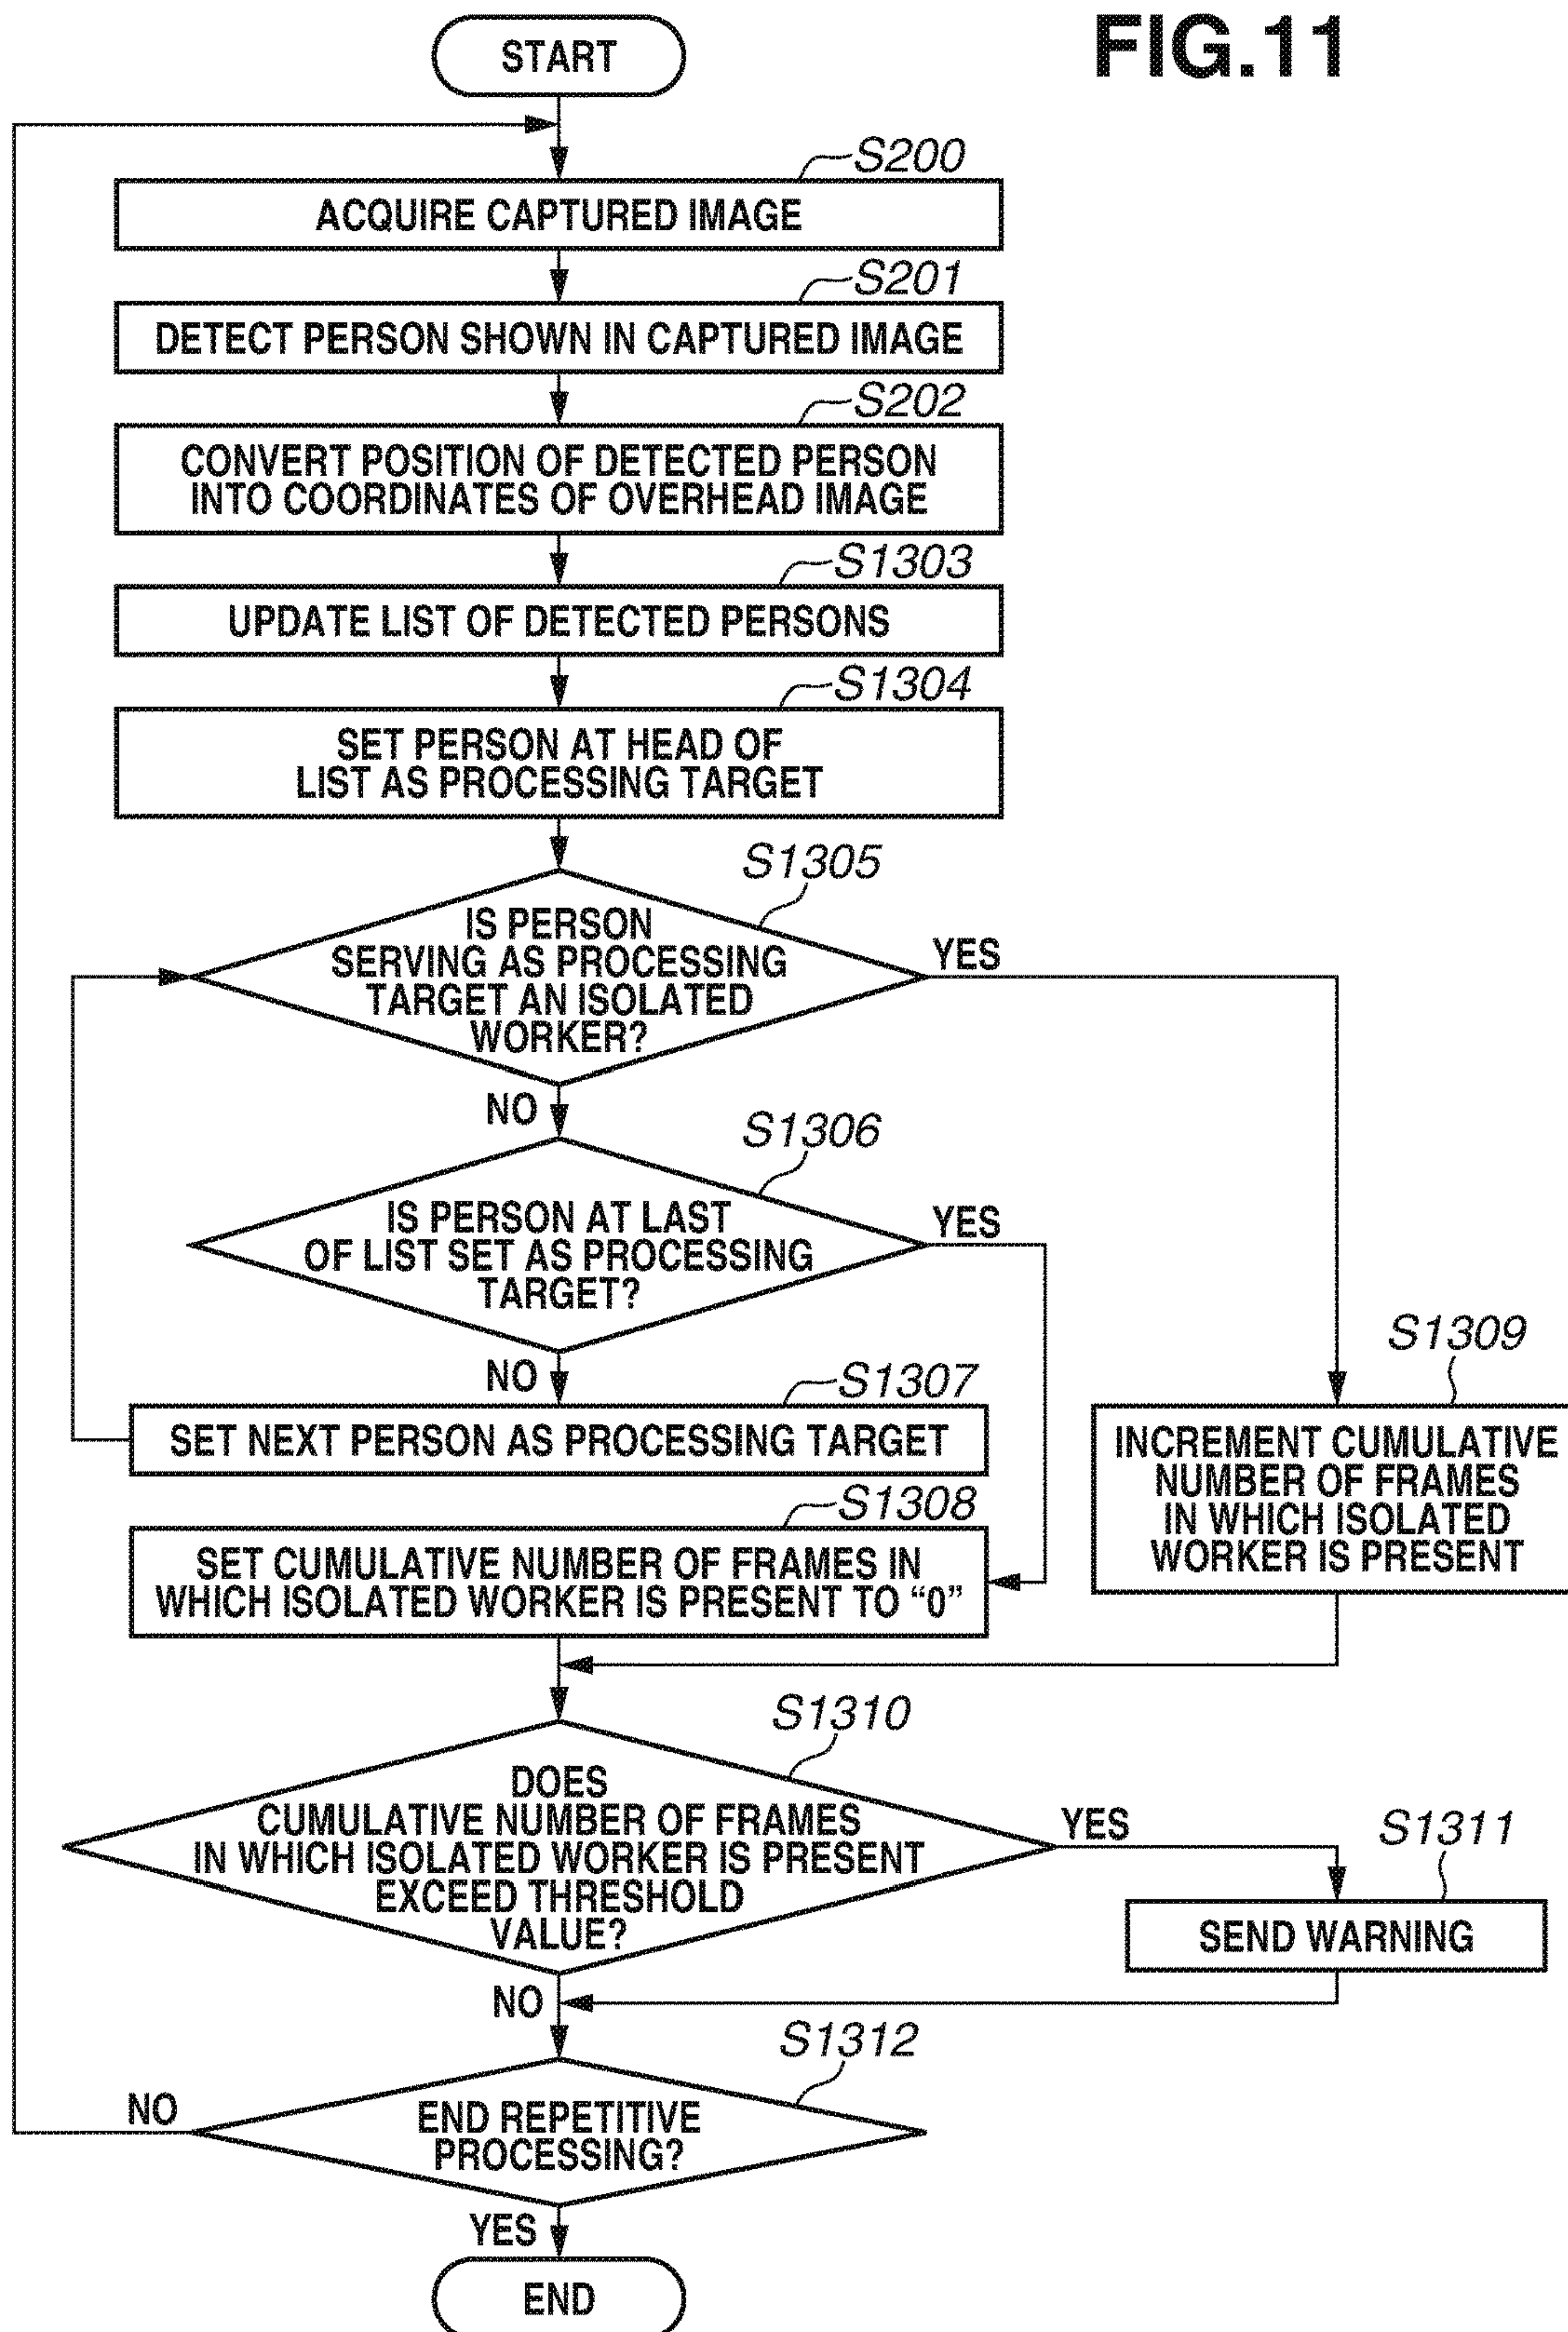 FIG.11
START
S200
ACQUIRE CAPTURED IMAGE
S201
DETECT PERSON SHOWN IN CAPTURED IMAGE
S202
CONVERT POSITION OF DETECTED PERSON
INTO COORDINATES OF OVERHEAD IMAGE
S1303
UPDATE LIST OF DETECTED PERSONS
S1304
SET PERSON AT HEAD OF
LIST AS PROCESSING TARGET
S1305
IS PERSON
SERVING AS PROCESSING
TARGET AN ISOLATED
WORKER?
YES
NO
S1306
IS PERSON AT LAST
OF LIST SET AS PROCESSING
TARGET?
YES
NO
S1307
SET NEXT PERSON AS PROCESSING TARGET
S1308
SET CUMULATIVE NUMBER OF FRAMES IN
WHICH ISOLATED WORKER IS PRESENT TO “0”
S1309
INCREMENT CUMULATIVE
NUMBER OF FRAMES
IN WHICH ISOLATED
WORKER IS PRESENT
S1310
DOES
CUMULATIVE NUMBER OF FRAMES
IN WHICH ISOLATED WORKER IS PRESENT
EXCEED THRESHOLD
VALUE?
YES
S1311
SEND WARNING
NO
S1312
END REPETITIVE
PROCESSING?
NO
YES
END